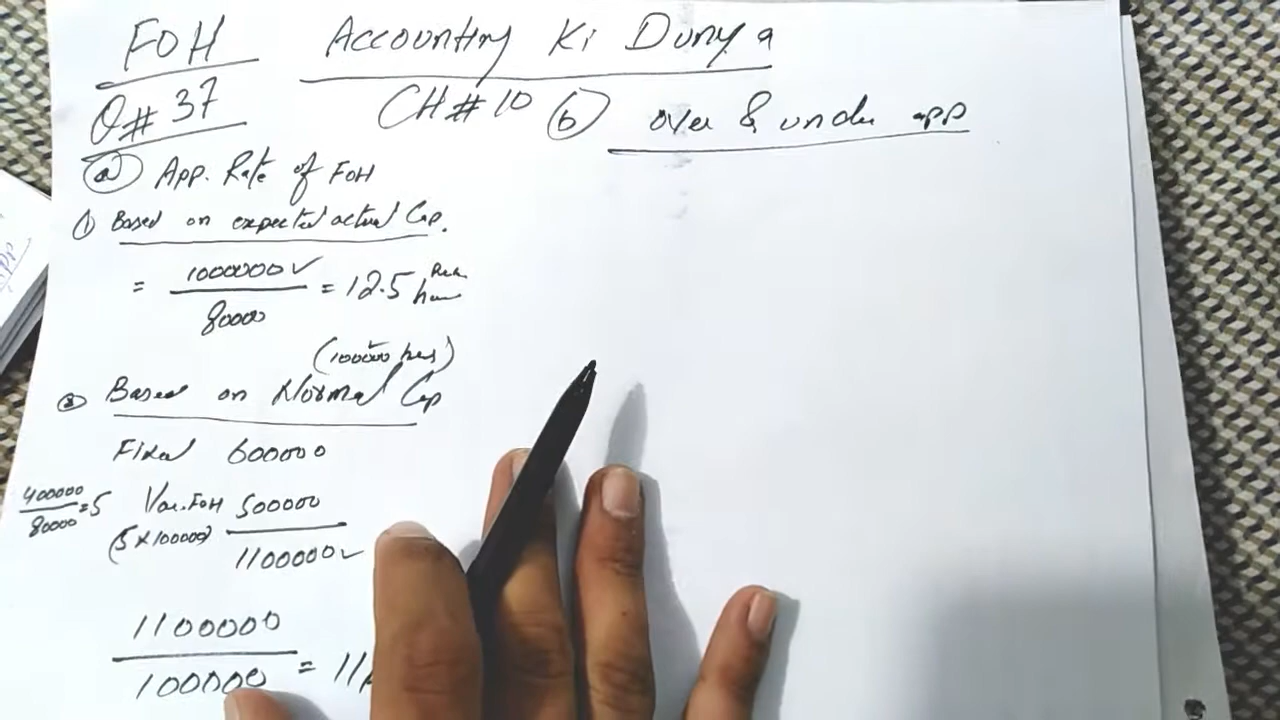 FOH Accounting Ki Dunya
Q# 37 CH#10
(a) App. Rate of FOH
① Based on expected actual Cap.
= 1000000 ✓ / 80000 = 12.5 Per hour
(100000 hrs)
② Based on Normal Cap
Fixed 600000
400000 / 80000 = 5 Var. FOH 500000
(5 × 100000) 1100000 ✓
1100000 / 100000 = 11
(b) over & under app